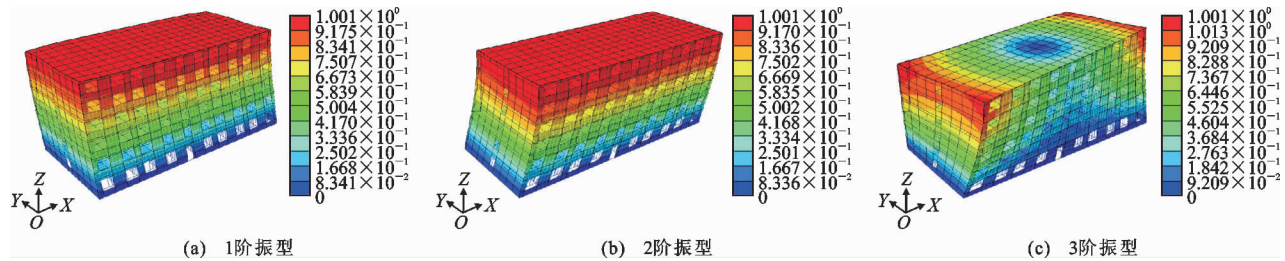 1.001×10⁰
9.175×10⁻¹
8.341×10⁻¹
7.507×10⁻¹
6.673×10⁻¹
5.839×10⁻¹
5.004×10⁻¹
4.170×10⁻¹
3.336×10⁻¹
2.502×10⁻¹
1.668×10⁻¹
8.341×10⁻²
0
Z
Y
X
O
(a) 1阶振型
1.001×10⁰
9.170×10⁻¹
8.336×10⁻¹
7.502×10⁻¹
6.669×10⁻¹
5.835×10⁻¹
5.002×10⁻¹
4.168×10⁻¹
3.334×10⁻¹
2.501×10⁻¹
1.667×10⁻¹
8.336×10⁻²
0
Z
Y
X
O
(b) 2阶振型
1.001×10⁰
1.013×10⁻¹
9.209×10⁻¹
8.288×10⁻¹
7.367×10⁻¹
6.446×10⁻¹
5.525×10⁻¹
4.604×10⁻¹
3.684×10⁻¹
2.763×10⁻¹
1.842×10⁻¹
9.209×10⁻²
0
Z
Y
X
O
(c) 3阶振型